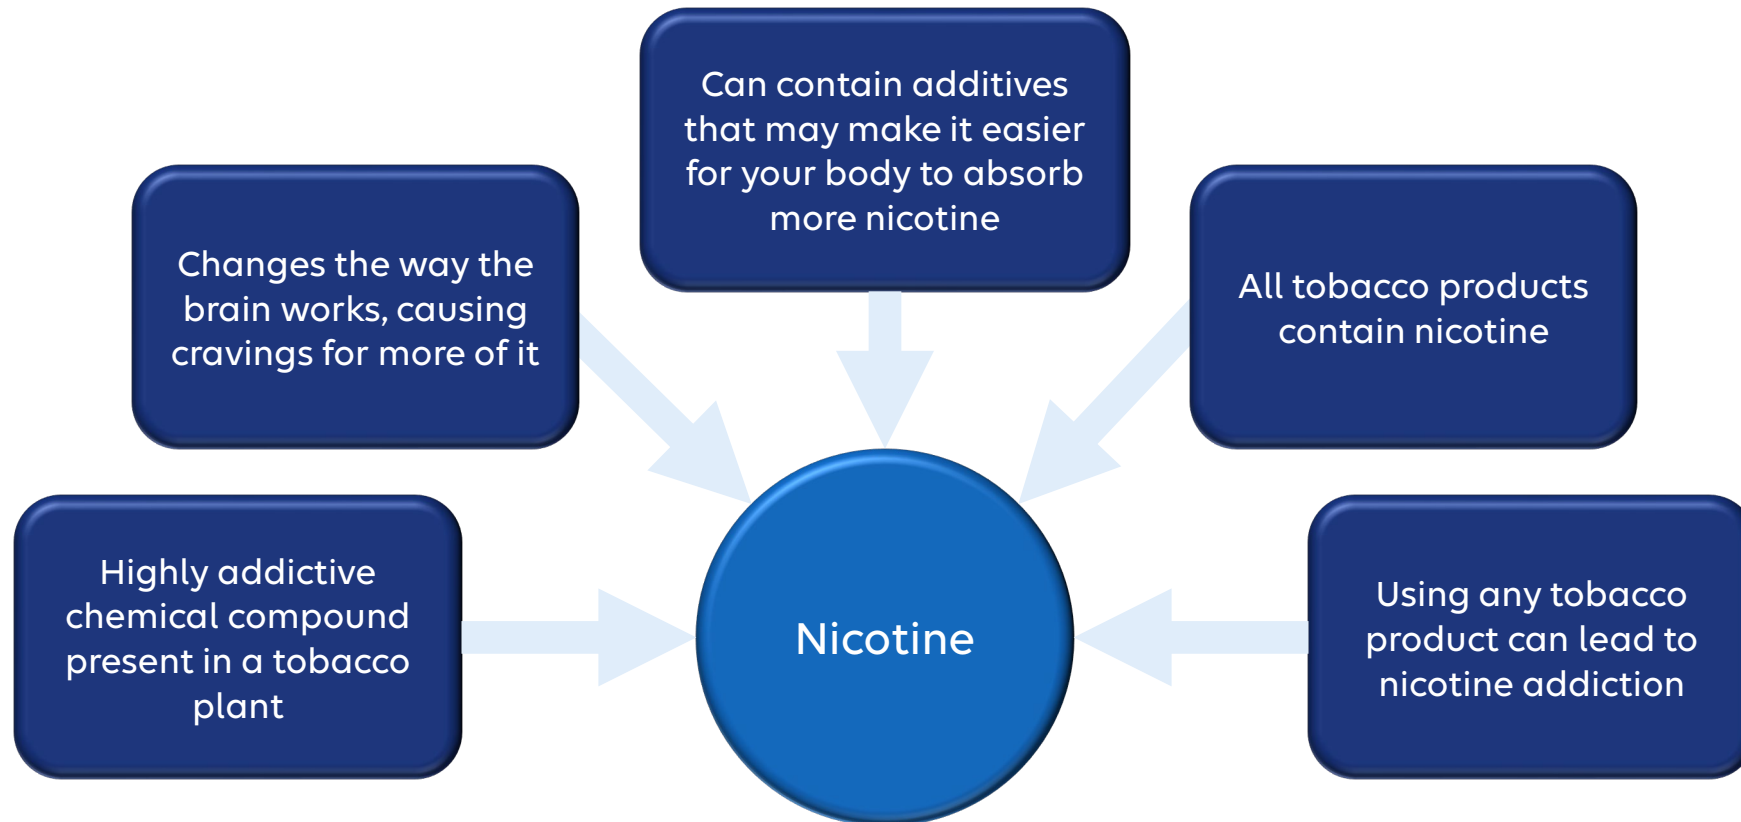 Can contain additives
that may make it easier
for your body to absorb
more nicotine
Changes the way the
brain works, causing
cravings for more of it
All tobacco products
contain nicotine
Highly addictive
chemical compound
present in a tobacco
plant
Nicotine
Using any tobacco
product can lead to
nicotine addiction